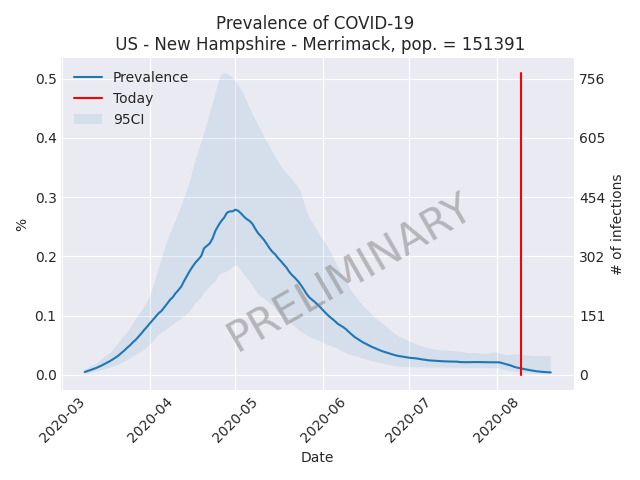 Prevalence of COVID-19
US - New Hampshire - Merrimack, pop. = 151391
Prevalence
Today
95CI
PRELIMINARY
%
0.5
0.4
0.3
0.2
0.1
0.0
756
605
454
302
151
0
# of infections
2020-03
2020-04
2020-05
2020-06
2020-07
2020-08
Date